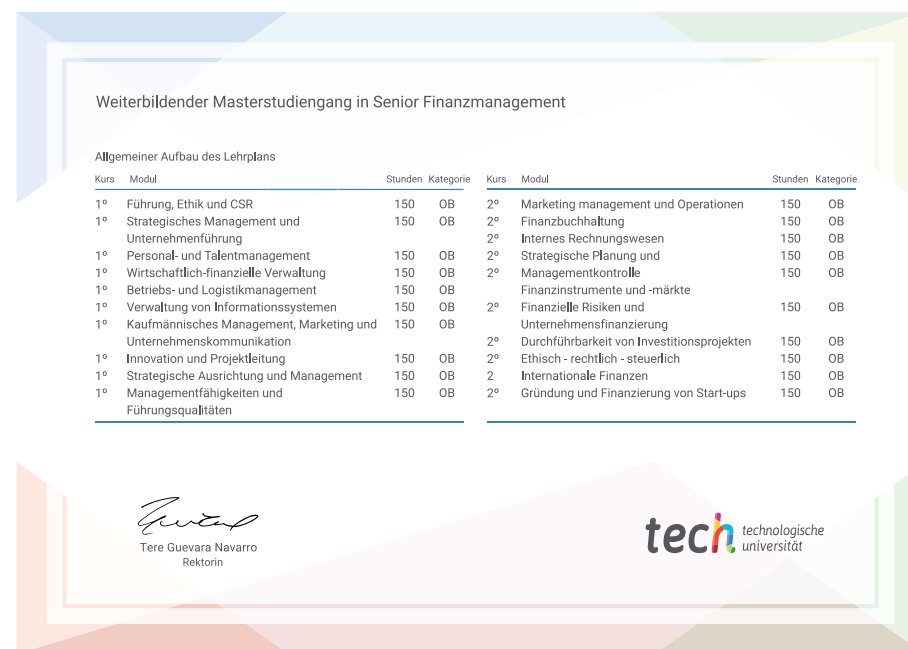 Weiterbildender Masterstudiengang in Senior Finanzmanagement
Allgemeiner Aufbau des Lehrplans
Kurs Modul Stunden Kategorie
1º Führung, Ethik und CSR 150 OB
1º Strategisches Management und 150 OB
Unternehmenführung
1º Personal- und Talentmanagement 150 OB
1º Wirtschaftlich-finanzielle Verwaltung 150 OB
1º Betriebs- und Logistikmanagement 150 OB
1º Verwaltung von Informationssystemen 150 OB
1º Kaufmännisches Management, Marketing und 150 OB
Unternehmenskommunikation
1º Innovation und Projektleitung 150 OB
1º Strategische Ausrichtung und Management 150 OB
1º Managementfähigkeiten und 150 OB
Führungsqualitäten
Kurs Modul Stunden Kategorie
2º Marketing management und Operationen 150 OB
2º Finanzbuchhaltung 150 OB
2º Internes Rechnungswesen 150 OB
2º Strategische Planung und 150 OB
2º Managementkontrolle 150 OB
Finanzinstrumente und -märkte
2º Finanzielle Risiken und 150 OB
Unternehmensfinanzierung
2º Durchführbarkeit von Investitionsprojekten 150 OB
2º Ethisch - rechtlich - steuerlich 150 OB
2 Internationale Finanzen 150 OB
2º Gründung und Finanzierung von Start-ups 150 OB
Tere Guevara Navarro
Rektorin
tech technologische
universität